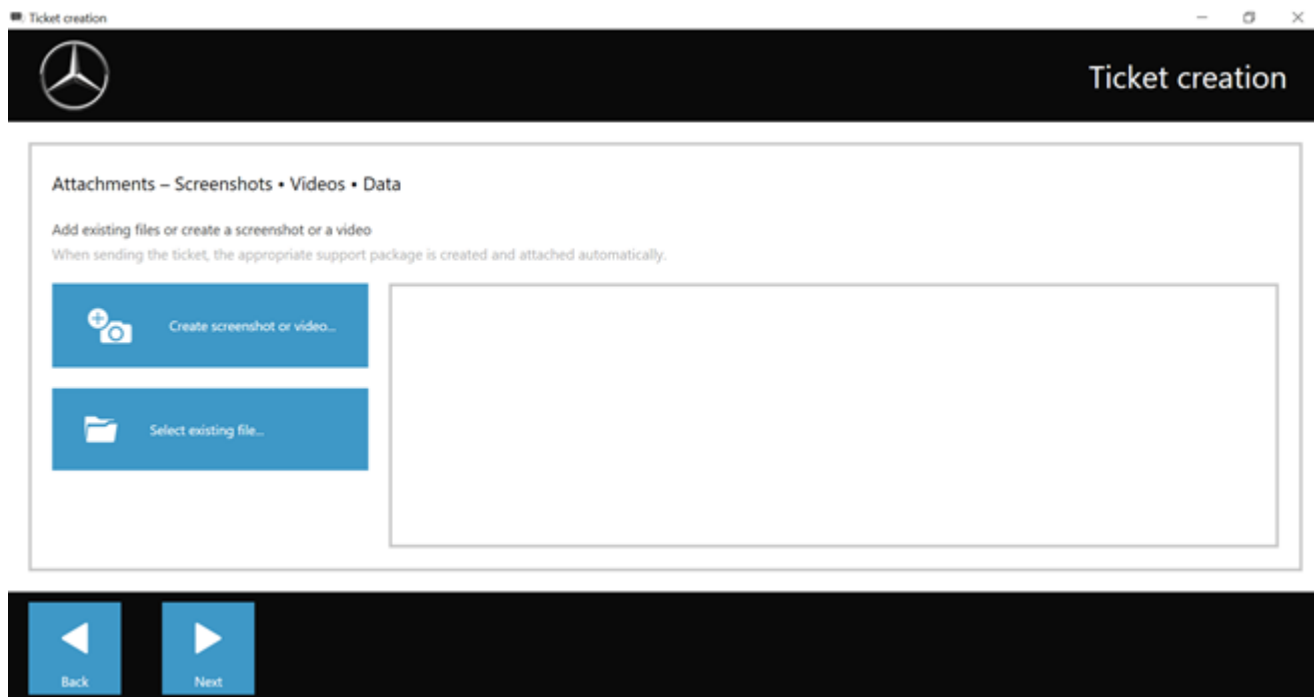 Ticket creation
Ticket creation
Attachments – Screenshots • Videos • Data
Add existing files or create a screenshot or a video
When sending the ticket, the appropriate support package is created and attached automatically.
Create screenshot or video...
Select existing file...
Back
Next